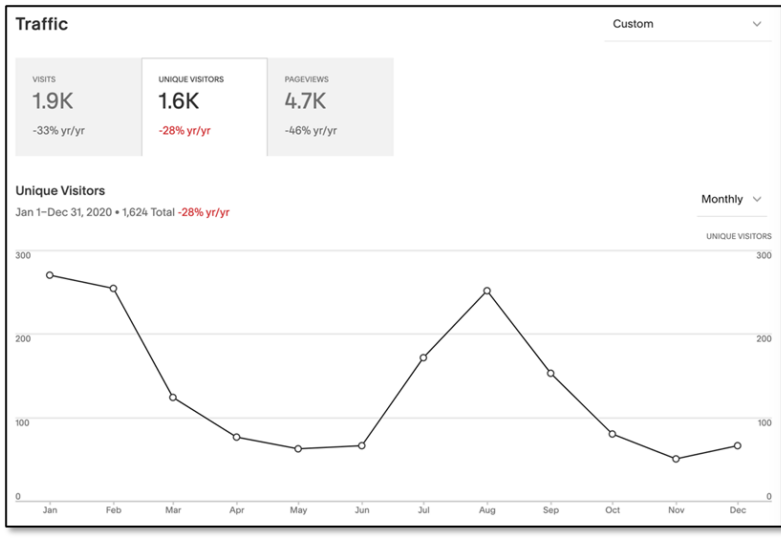 Traffic
Custom
VISITS
1.9K
-33% yr/yr
UNIQUE VISITORS
1.6K
-28% yr/yr
PAGEVIEWS
4.7K
-46% yr/yr
Unique Visitors
Jan 1–Dec 31, 2020 • 1,624 Total -28% yr/yr
Monthly
UNIQUE VISITORS
300 300
200 200
100 100
0 0
Jan Feb Mar Apr May Jun Jul Aug Sep Oct Nov Dec